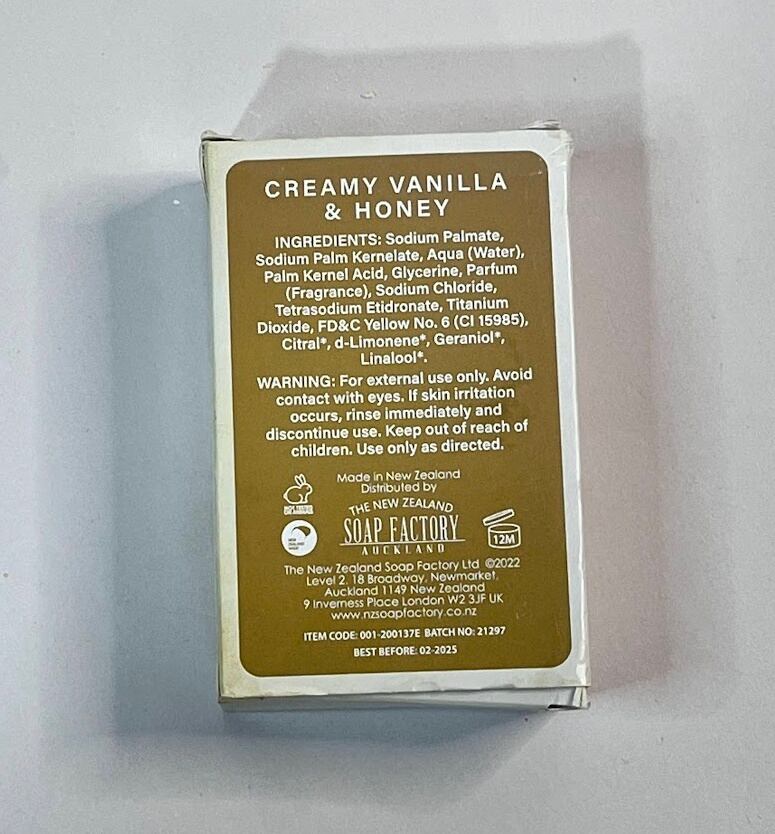 CREAMY VANILLA
& HONEY
INGREDIENTS: Sodium Palmate,
Sodium Palm Kernelate, Aqua (Water),
Palm Kernel Acid, Glycerine, Parfum
(Fragrance), Sodium Chloride,
Tetrasodium Etidronate, Titanium
Dioxide, FD&C Yellow No. 6 (CI 15985),
Citral*, d-Limonene*, Geraniol*,
Linalool*.
WARNING: For external use only. Avoid
contact with eyes. If skin irritation
occurs, rinse immediately and
discontinue use. Keep out of reach of
children. Use only as directed.
Made in New Zealand
Distributed by
THE NEW ZEALAND
SOAP FACTORY
AUCKLAND
12M
The New Zealand Soap Factory Ltd ©2022
Level 2, 18 Broadway, Newmarket,
Auckland 1149 New Zealand
9 Inverness Place London W2 3JF UK
www.nzsoapfactory.co.nz
ITEM CODE: 001-200137E BATCH NO: 21297
BEST BEFORE: 02-2025